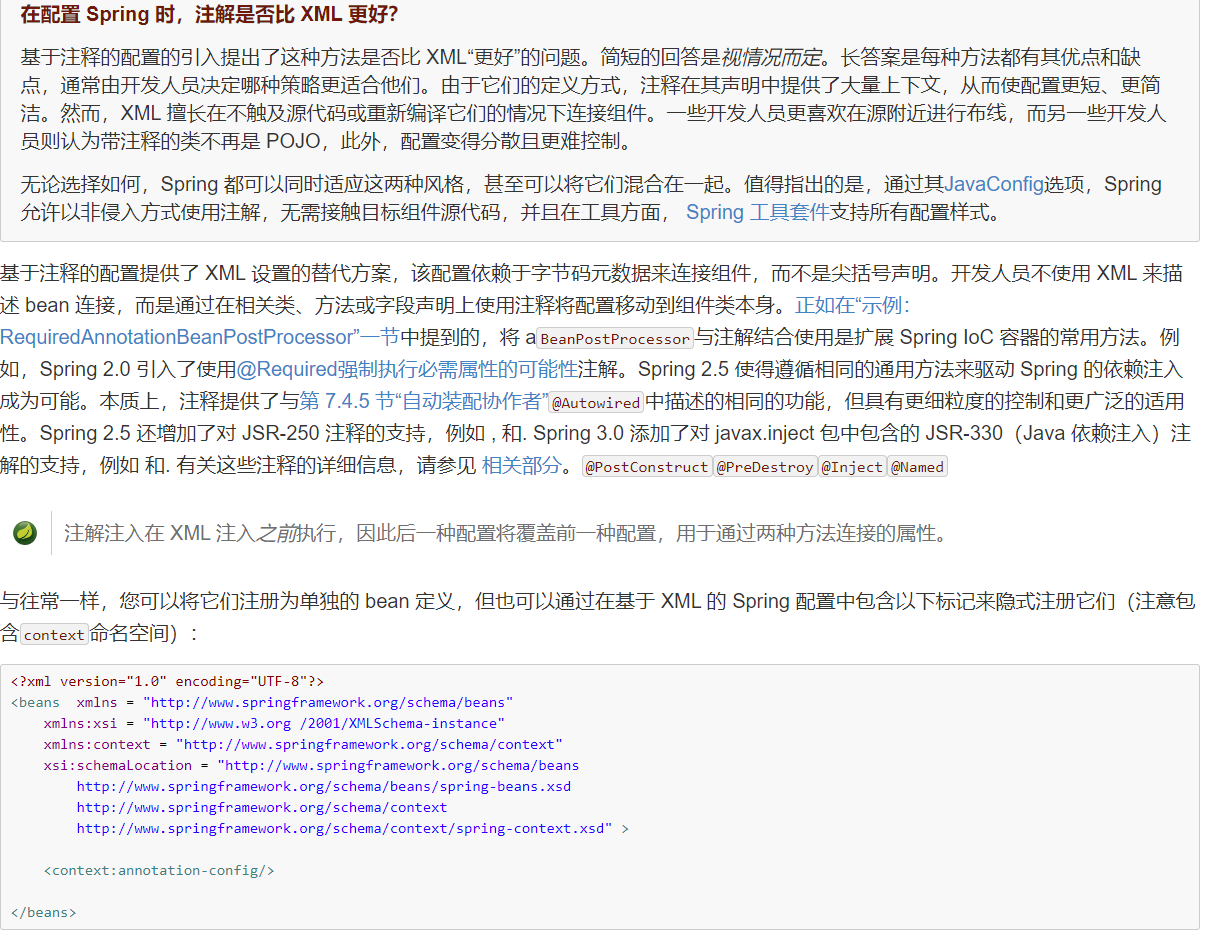 在配置 Spring 时，注解是否比 XML 更好？
基于注释的配置的引入提出了这种方法是否比 XML“更好”的问题。简短的回答是视情况而定。长答案是每种方法都有其优点和缺
点，通常由开发人员决定哪种策略更适合他们。由于它们的定义方式，注释在其声明中提供了大量上下文，从而使配置更短、更简
洁。然而，XML 擅长在不触及源代码或重新编译它们的情况下连接组件。一些开发人员更喜欢在源附近进行布线，而另一些开发人
员则认为带注释的类不再是 POJO，此外，配置变得分散且更难控制。
无论选择如何，Spring 都可以同时适应这两种风格，甚至可以将它们混合在一起。值得指出的是，通过其JavaConfig选项，Spring
允许以非侵入方式使用注解，无需接触目标组件源代码，并且在工具方面， Spring 工具套件支持所有配置样式。
基于注释的配置提供了 XML 设置的替代方案，该配置依赖于字节码元数据来连接组件，而不是尖括号声明。开发人员不使用 XML 来描
述 bean 连接，而是通过在相关类、方法或字段声明上使用注释将配置移动到组件类本身。正如在“示例：
RequiredAnnotationBeanPostProcessor”一节中提到的，将 aBeanPostProcessor与注解结合使用是扩展 Spring IoC 容器的常用方法。例
如，Spring 2.0 引入了使用@Required强制执行必需属性的可能性注解。Spring 2.5 使得遵循相同的通用方法来驱动 Spring 的依赖注入
成为可能。本质上，注释提供了与第 7.4.5 节“自动装配协作者”@Autowired中描述的相同的功能，但具有更细粒度的控制和更广泛的适用
性。Spring 2.5 还增加了对 JSR-250 注释的支持，例如 , 和. Spring 3.0 添加了对 javax.inject 包中包含的 JSR-330（Java 依赖注入）注
解的支持，例如 和. 有关这些注释的详细信息，请参见 相关部分。@PostConstruct @PreDestroy @Inject @Named
注解注入在 XML 注入之前执行，因此后一种配置将覆盖前一种配置，用于通过两种方法连接的属性。
与往常一样，您可以将它们注册为单独的 bean 定义，但也可以通过在基于 XML 的 Spring 配置中包含以下标记来隐式注册它们（注意包
含context命名空间）：
<?xml version="1.0" encoding="UTF-8"?>
<beans  xmlns = "http://www.springframework.org/schema/beans"
    xmlns:xsi = "http://www.w3.org /2001/XMLSchema-instance"
    xmlns:context = "http://www.springframework.org/schema/context"
    xsi:schemaLocation = "http://www.springframework.org/schema/beans
        http://www.springframework.org/schema/beans/spring-beans.xsd
        http://www.springframework.org/schema/context
        http://www.springframework.org/schema/context/spring-context.xsd" >
    <context:annotation-config/>
</beans>